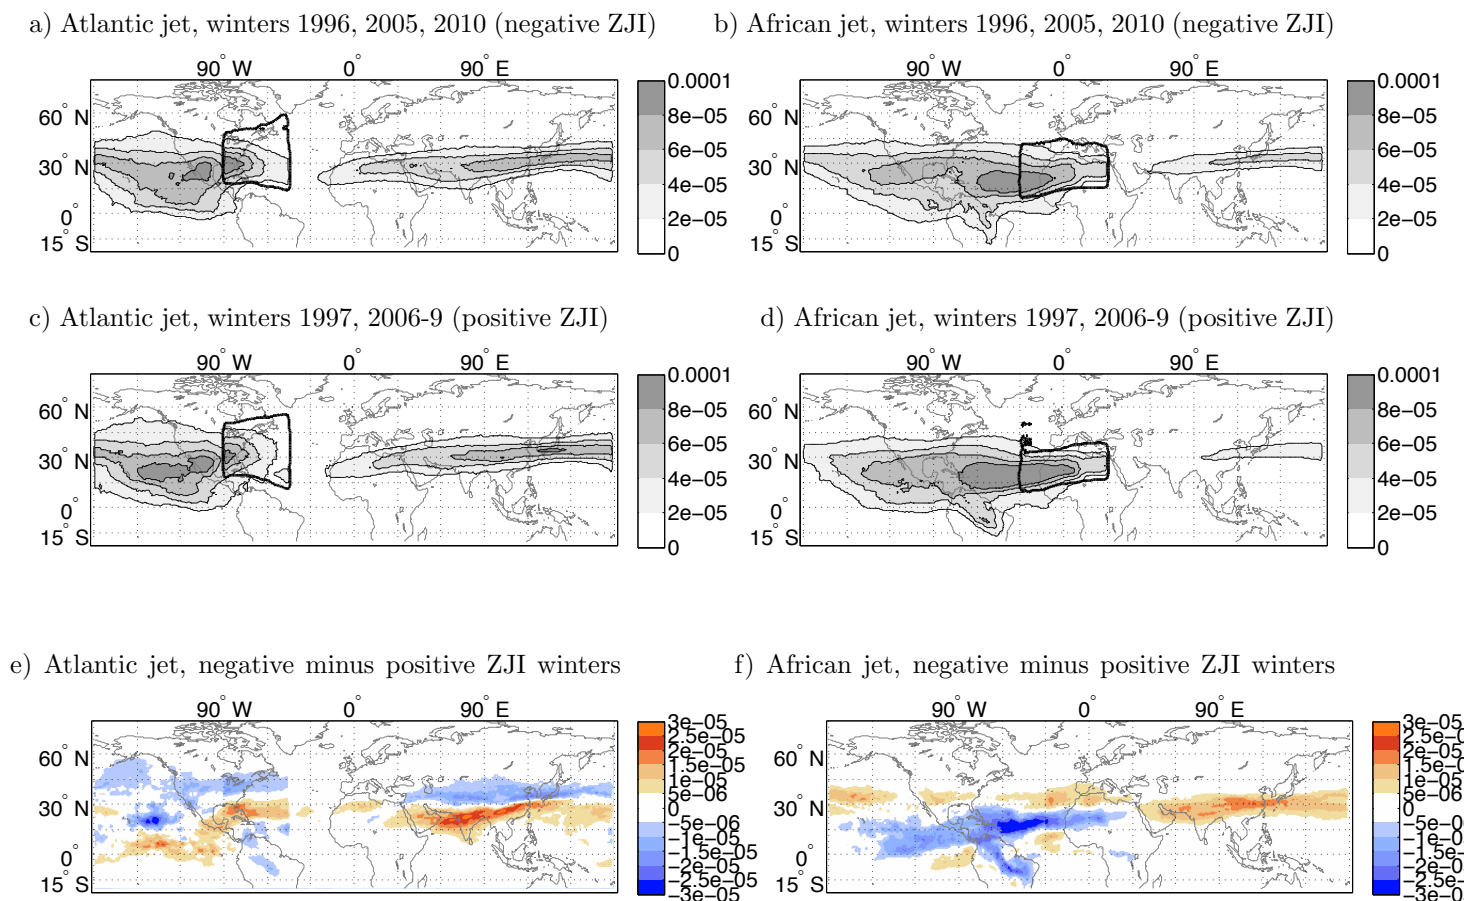 a) Atlantic jet, winters 1996, 2005, 2010 (negative ZJI)
90° W 0° 90° E
60° N
30° N
0°
15° S
0.0001
8e−05
6e−05
4e−05
2e−05
0
b) African jet, winters 1996, 2005, 2010 (negative ZJI)
90° W 0° 90° E
60° N
30° N
0°
15° S
0.0001
8e−05
6e−05
4e−05
2e−05
0
c) Atlantic jet, winters 1997, 2006-9 (positive ZJI)
90° W 0° 90° E
60° N
30° N
0°
15° S
0.0001
8e−05
6e−05
4e−05
2e−05
0
d) African jet, winters 1997, 2006-9 (positive ZJI)
90° W 0° 90° E
60° N
30° N
0°
15° S
0.0001
8e−05
6e−05
4e−05
2e−05
0
e) Atlantic jet, negative minus positive ZJI winters
90° W 0° 90° E
60° N
30° N
0°
15° S
3e−05
2.5e−05
2e−05
1.5e−05
1e−05
5e−06
0
−5e−06
−1e−05
−1.5e−05
−2e−05
−2.5e−05
−3e−05
f) African jet, negative minus positive ZJI winters
90° W 0° 90° E
60° N
30° N
0°
15° S